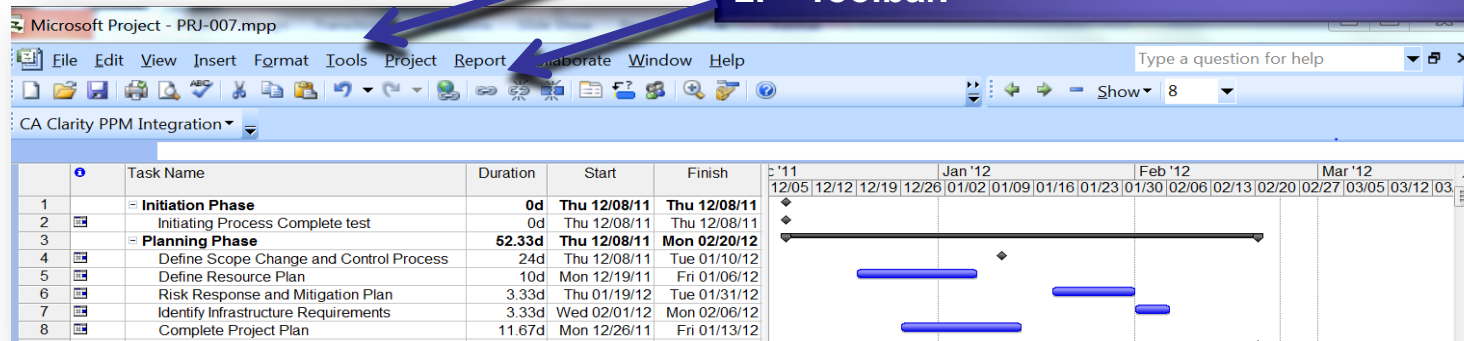 2. Toolbar.
Microsoft Project - PRJ-007.mpp
File Edit View Insert Format Tools Project Report Window Help Type a question for help
Show 8
CA Clarity PPM Integration
Task Name Duration Start Finish '11 Jan '12 Feb '12 Mar '12
12/05 12/12 12/19 12/26 01/02 01/09 01/16 01/23 01/30 02/06 02/13 02/20 02/27 03/05 03/12
1 Initiation Phase 0d Thu 12/08/11 Thu 12/08/11
2 Initiating Process Complete test 0d Thu 12/08/11 Thu 12/08/11
3 Planning Phase 52.33d Thu 12/08/11 Mon 02/20/12
4 Define Scope Change and Control Process 24d Thu 12/08/11 Tue 01/10/12
5 Define Resource Plan 10d Mon 12/19/11 Fri 01/06/12
6 Risk Response and Mitigation Plan 3.33d Thu 01/19/12 Tue 01/31/12
7 Identify Infrastructure Requirements 3.33d Wed 02/01/12 Mon 02/06/12
8 Complete Project Plan 11.67d Mon 12/26/11 Fri 01/13/12